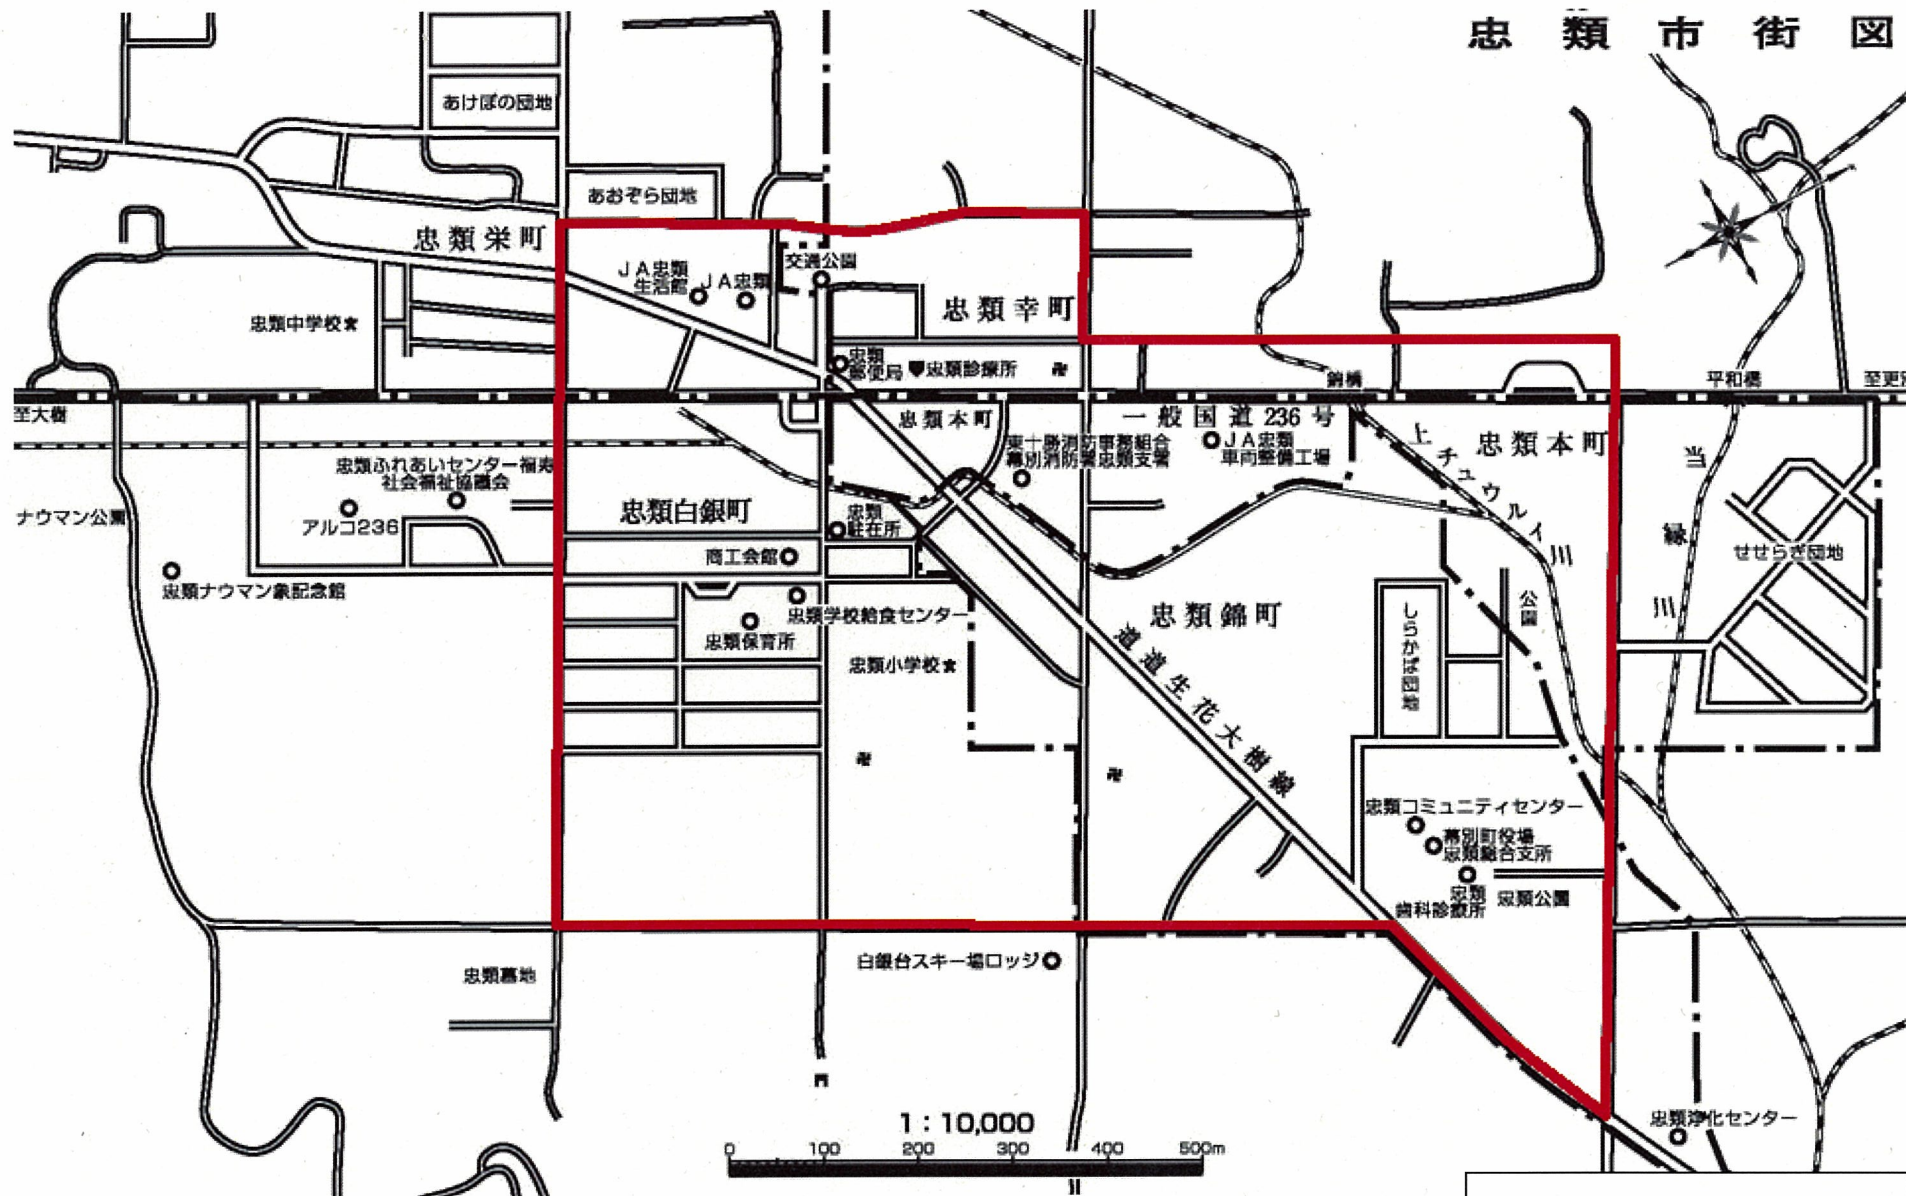 忠類市街図
あけぼの団地
あおぞら団地
忠類栄町
JA忠類
生活館
JA忠類
交通公園
忠類幸町
忠類中学校
忠類
郵便局
忠類診療所
卍
錦橋
平和橋
至大樹
忠類本町
一般国道236号
JA忠類
車両整備工場
東十勝消防事務組合
幕別消防署忠類支署
上チュウルイ川
忠類本町
当縁川
忠類ふれあいセンター福寿
社会福祉協議会
アルコ236
ナウマン公園
忠類白銀町
忠類
駐在所
商工会館
せせらぎ団地
忠類ナウマン象記念館
忠類学校給食センター
忠類保育所
忠類小学校
忠類錦町
しらかば団地
公園
道道生花大樹線
卍
卍
忠類コミュニティセンター
幕別町役場
忠類総合支所
忠類
歯科診療所
忠類公園
白銀台スキー場ロッジ
忠類墓地
忠類浄化センター
1:10,000
0 100 200 300 400 500m